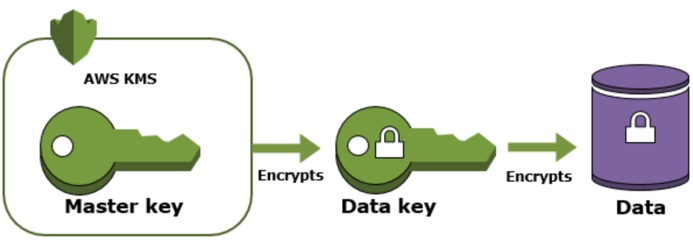 AWS KMS
Master key
Encrypts
Data key
Encrypts
Data